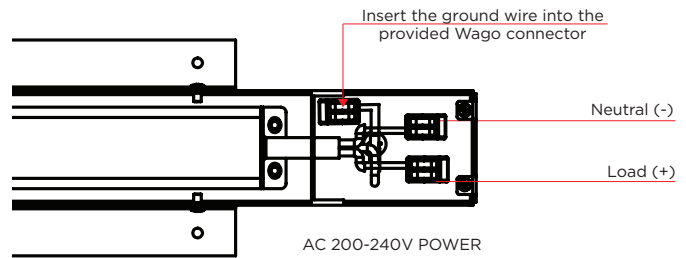 Insert the ground wire into the
provided Wago connector
Neutral (-)
Load (+)
AC 200-240V POWER